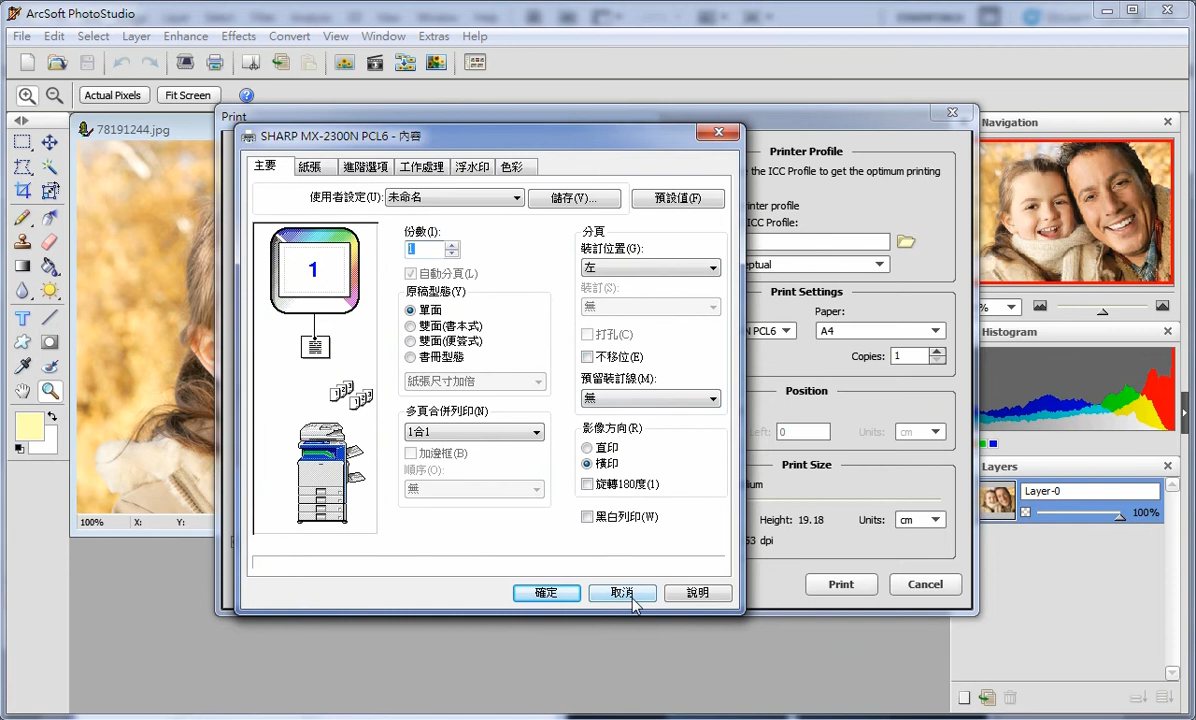 ArcSoft PhotoStudio
File Edit Select Layer Enhance Effects Convert View Window Extras Help
Actual Pixels Fit Screen
78191244.jpg
100% X: Y:
Print
SHARP MX-2300N PCL6 - 內容
主要 紙張 進階選項 工作處理 浮水印 色彩
使用者設定(U): 未命名 儲存(V)... 預設值(F)
1
份數(I):
1
自動分頁(L)
原稿型態(Y)
單面
雙面(書本式)
雙面(便箋式)
書冊型態
紙張尺寸加倍
多頁合併列印(N)
1合1
加邊框(B)
順序(O):
無
分頁
裝訂位置(G):
左
裝訂(S):
無
打孔(C)
不移位(E)
預留裝訂線(M):
無
影像方向(R)
直印
橫印
旋轉180度(1)
黑白列印(W)
確定 取消 說明
Printer Profile
the ICC Profile to get the optimum printing
rinter profile
ICC Profile:
eptual
Print Settings
Paper:
N PCL6 A4
Copies: 1
Position
Left: 0 Units: cm
Print Size
ium
Height: 19.18 Units: cm
53 dpi
Print Cancel
Navigation
%
Histogram
Layers
Layer-0
100%